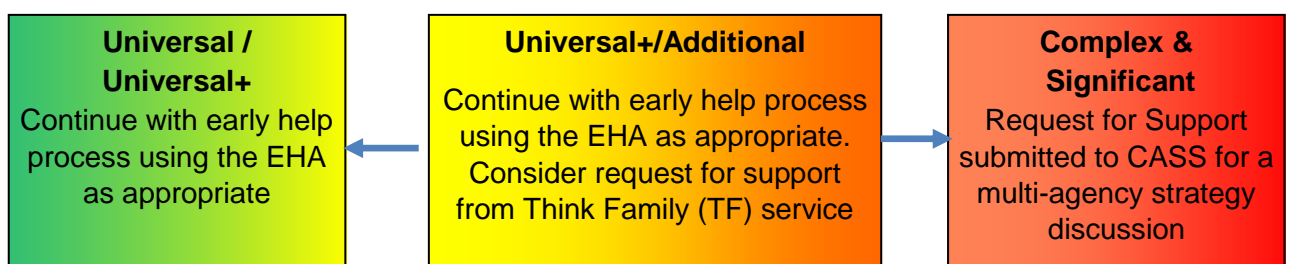 Universal /
Universal+
Continue with early help
process using the EHA
as appropriate
Universal+/Additional
Continue with early help process
using the EHA as appropriate.
Consider request for support
from Think Family (TF) service
Complex &
Significant
Request for Support
submitted to CASS for a
multi-agency strategy
discussion